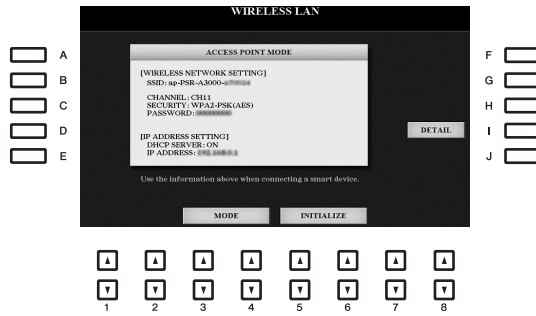 WIRELESS LAN
ACCESS POINT MODE
[WIRELESS NETWORK SETTING]
SSID: ap-PSR-A3000-
CHANNEL: CH11
SECURITY: WPA2-PSK(AES)
PASSWORD:
[IP ADDRESS SETTING]
DHCP SERVER: ON
IP ADDRESS:
Use the information above when connecting a smart device.
DETAIL
MODE
INITIALIZE
A
B
C
D
E
F
G
H
I
J
1 2 3 4 5 6 7 8